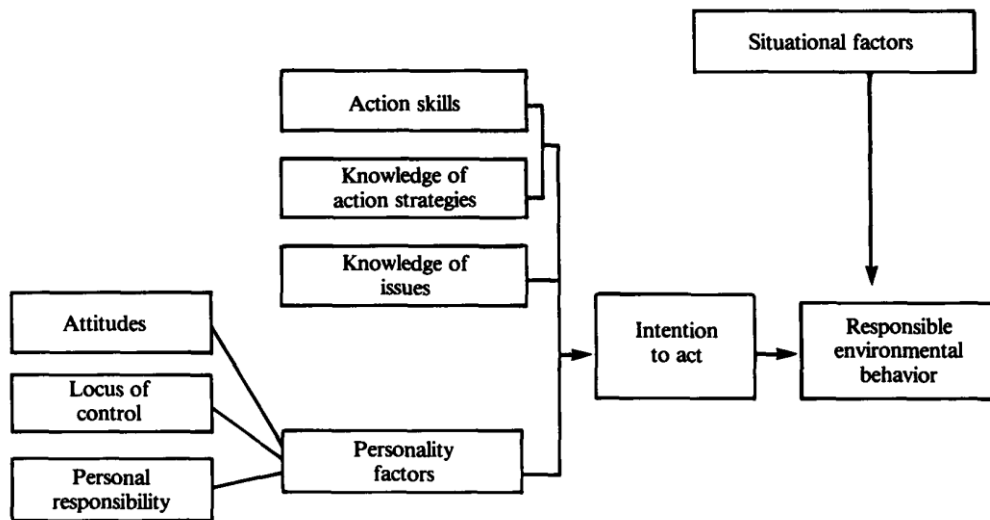 Situational factors
Action skills
Knowledge of
action strategies
Knowledge of
issues
Attitudes
Intention
to act
Responsible
environmental
behavior
Locus of
control
Personality
factors
Personal
responsibility